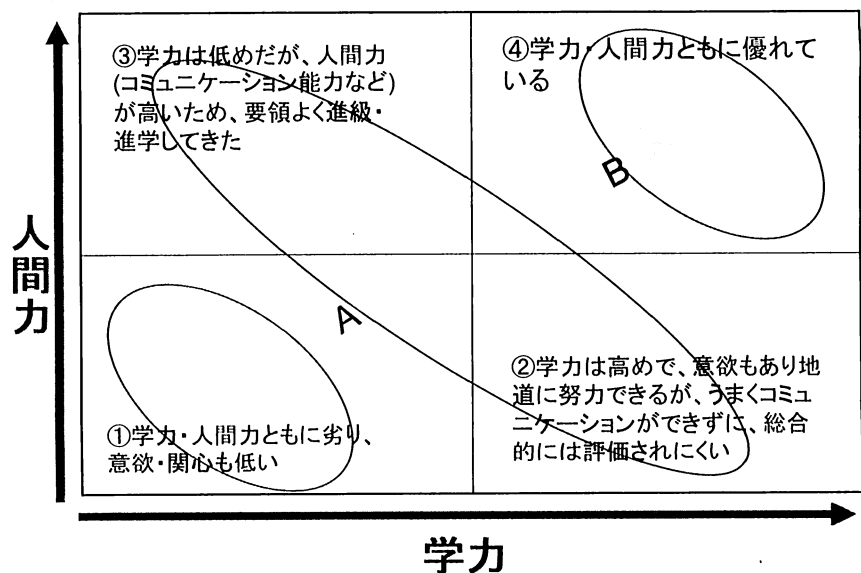 ③学力は低めだが、人間力
(コミュニケーション能力など)
が高いため、要領よく進級・
進学してきた
④学力・人間力ともに優れて
いる
B
人間力
A
②学力は高めで、意欲もあり地
道に努力できるが、うまくコミュ
ニケーションができずに、総合
的には評価されにくい
①学力・人間力ともに劣り、
意欲・関心も低い
学力